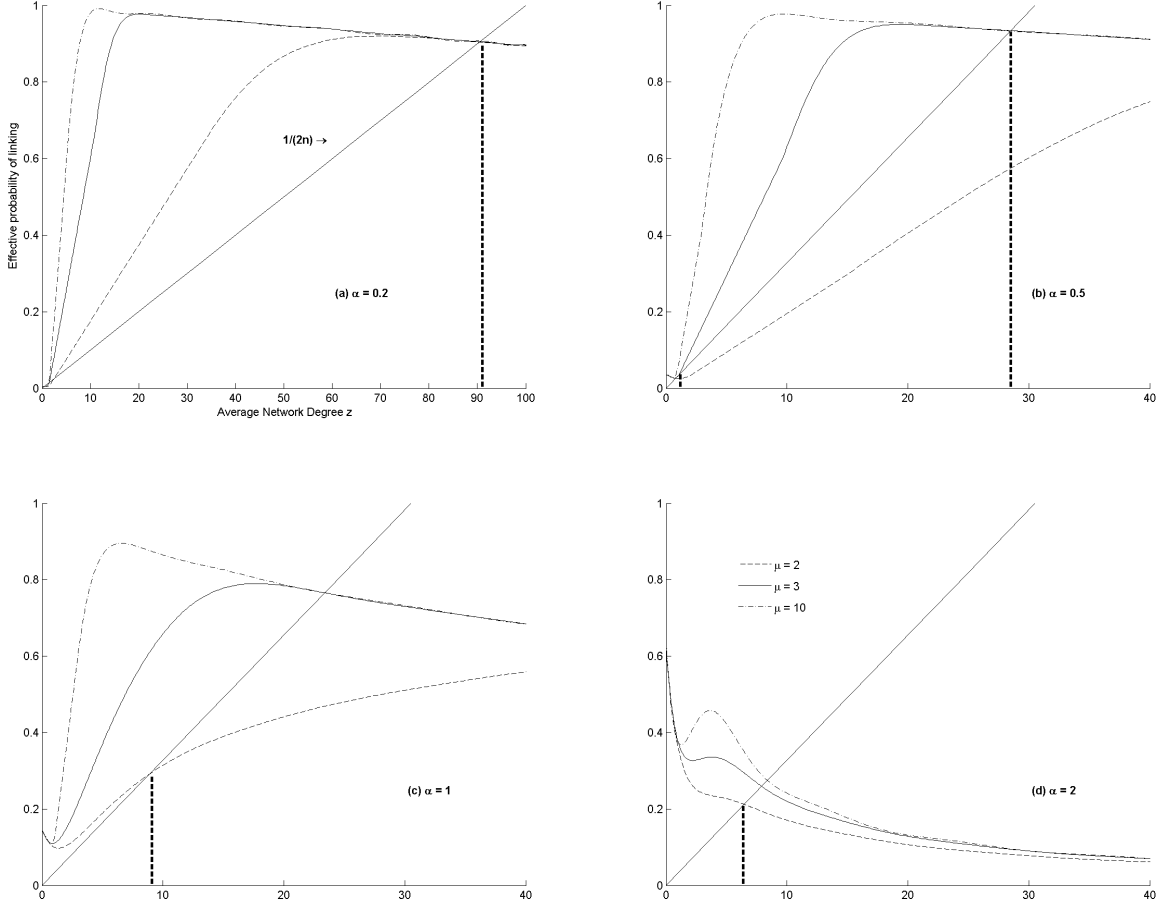 1
0.8
0.6
0.4
0.2
0
Effective probability of linking
1/(2n) →
(a) α = 0.2
0 10 20 30 40 50 60 70 80 90 100
Average Network Degree z
1
0.8
0.6
0.4
0.2
0
(b) α = 0.5
0 10 20 30 40
1
0.8
0.6
0.4
0.2
0
(c) α = 1
0 10 20 30 40
1
0.8
0.6
0.4
0.2
0
μ = 2
μ = 3
μ = 10
(d) α = 2
0 10 20 30 40